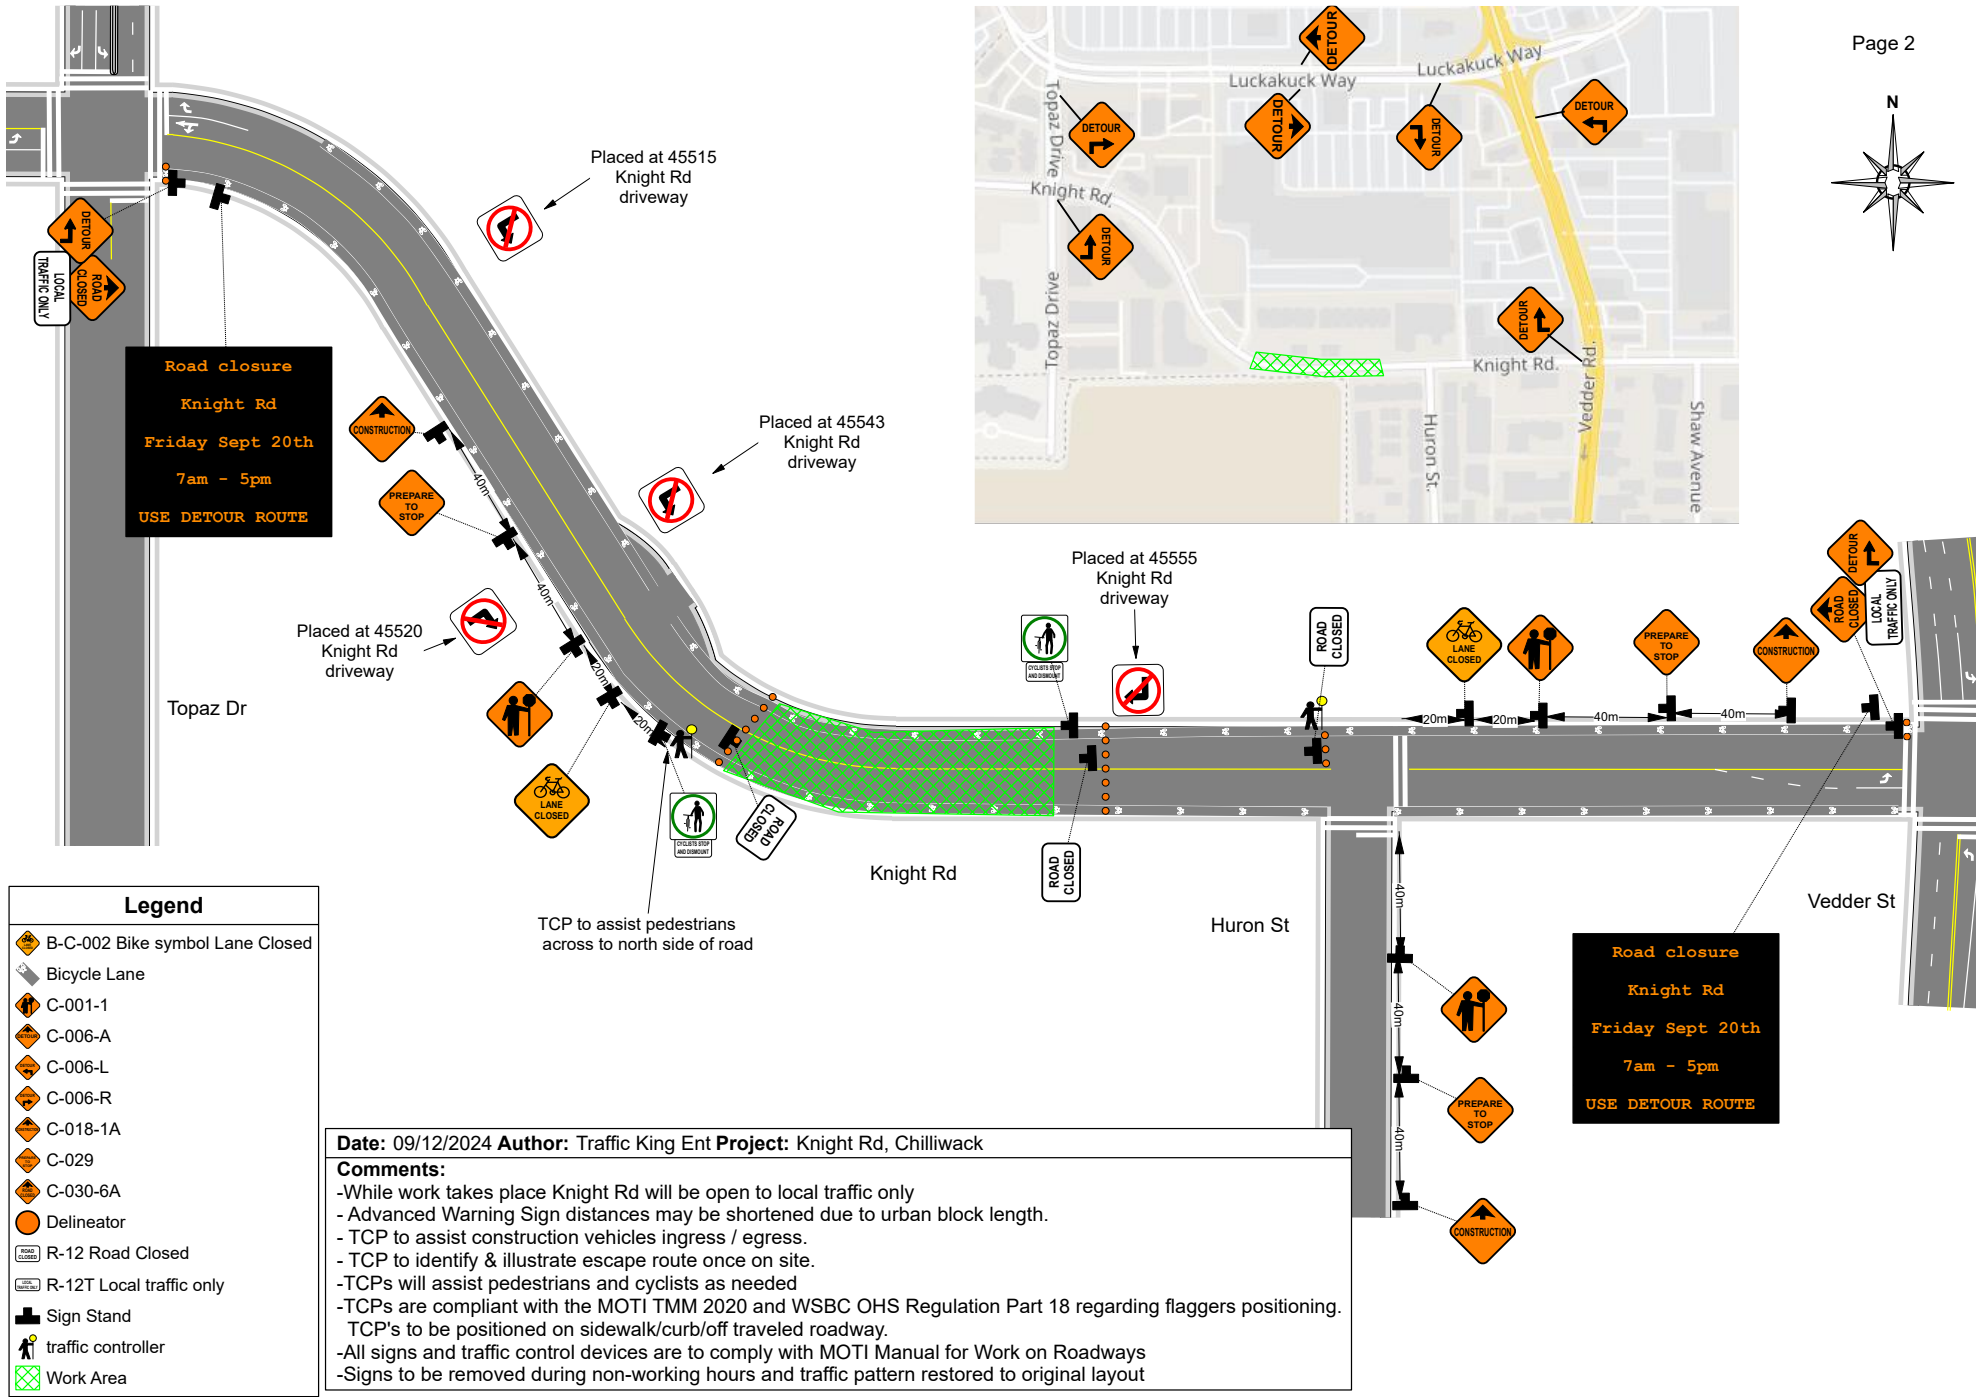 Page 2
N
DETOUR
Luckakuck Way
Luckakuck Way
DETOUR
DETOUR
DETOUR
DETOUR
Topaz Drive
Knight Rd.
DETOUR
Topaz Drive
DETOUR
Knight Rd.
Vedder Rd.
Huron St.
Shaw Avenue
Placed at 45515
Knight Rd
driveway
DETOUR
ROAD
CLOSED
LOCAL
TRAFFIC ONLY
Road closure
Knight Rd
Friday Sept 20th
7am - 5pm
USE DETOUR ROUTE
CONSTRUCTION
40m
PREPARE
TO
STOP
40m
Placed at 45543
Knight Rd
driveway
Placed at 45520
Knight Rd
driveway
20m
20m
LANE
CLOSED
CYCLISTS STOP
AND DISMOUNT
ROAD
CLOSED
TCP to assist pedestrians
across to north side of road
Topaz Dr
Knight Rd
Placed at 45555
Knight Rd
driveway
CYCLISTS STOP
AND DISMOUNT
ROAD
CLOSED
ROAD
CLOSED
LANE
CLOSED
PREPARE
TO
STOP
CONSTRUCTION
DETOUR
ROAD
CLOSED
LOCAL
TRAFFIC ONLY
20m
20m
40m
40m
Huron St
Vedder St
40m
40m
PREPARE
TO
STOP
40m
CONSTRUCTION
Road closure
Knight Rd
Friday Sept 20th
7am - 5pm
USE DETOUR ROUTE
Legend
B-C-002 Bike symbol Lane Closed
Bicycle Lane
C-001-1
C-006-A
C-006-L
C-006-R
C-018-1A
C-029
C-030-6A
Delineator
R-12 Road Closed
R-12T Local traffic only
Sign Stand
traffic controller
Work Area
Date: 09/12/2024 Author: Traffic King Ent Project: Knight Rd, Chilliwack
Comments:
-While work takes place Knight Rd will be open to local traffic only
- Advanced Warning Sign distances may be shortened due to urban block length.
- TCP to assist construction vehicles ingress / egress.
- TCP to identify & illustrate escape route once on site.
-TCPs will assist pedestrians and cyclists as needed
-TCPs are compliant with the MOTI TMM 2020 and WSBC OHS Regulation Part 18 regarding flaggers positioning.
TCP's to be positioned on sidewalk/curb/off traveled roadway.
-All signs and traffic control devices are to comply with MOTI Manual for Work on Roadways
-Signs to be removed during non-working hours and traffic pattern restored to original layout